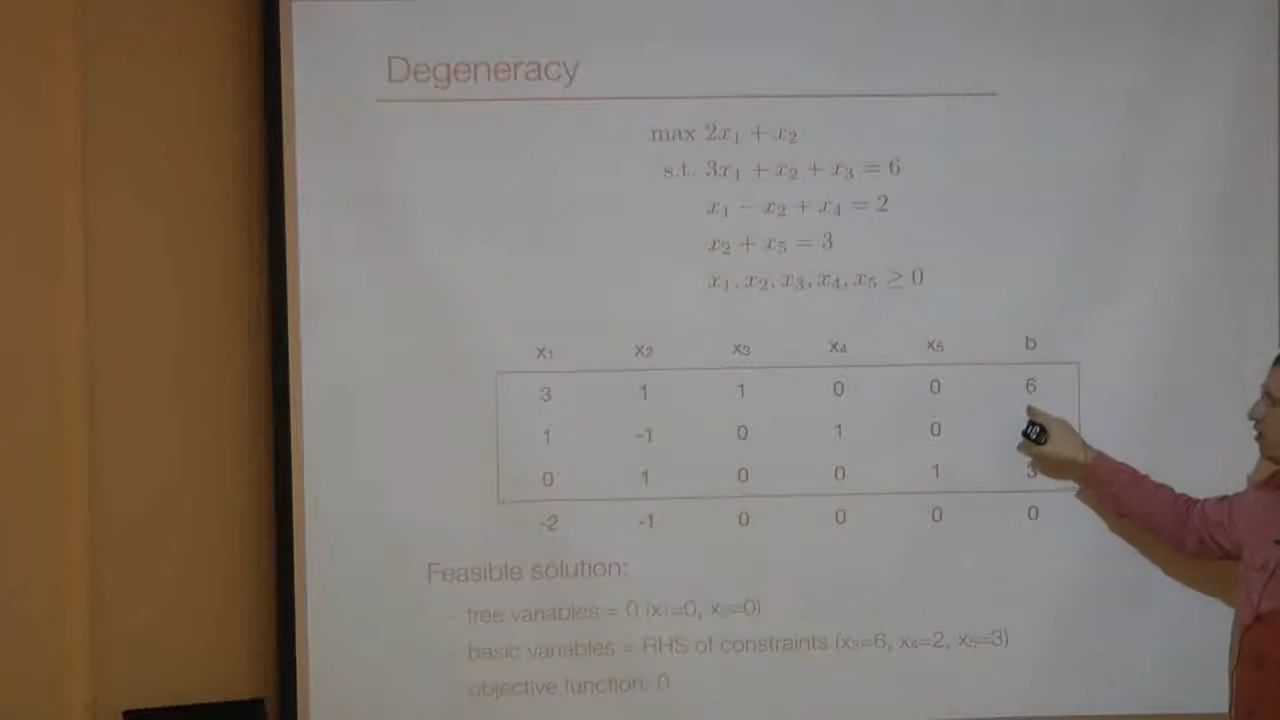 Degeneracy
max 2x₁ + x₂
s.t. 3x₁ + x₂ + x₃ = 6
x₁ − x₂ + x₄ = 2
x₂ + x₅ = 3
x₁, x₂, x₃, x₄, x₅ ≥ 0
x₁ x₂ x₃ x₄ x₅ b
3 1 1 0 0 6
1 -1 0 1 0
0 1 0 0 1 3
-2 -1 0 0 0 0
Feasible solution:
- free variables = 0 (x₁=0, x₂=0)
- basic variables = RHS of constraints (x₃=6, x₄=2, x₅=3)
- objective function: 0